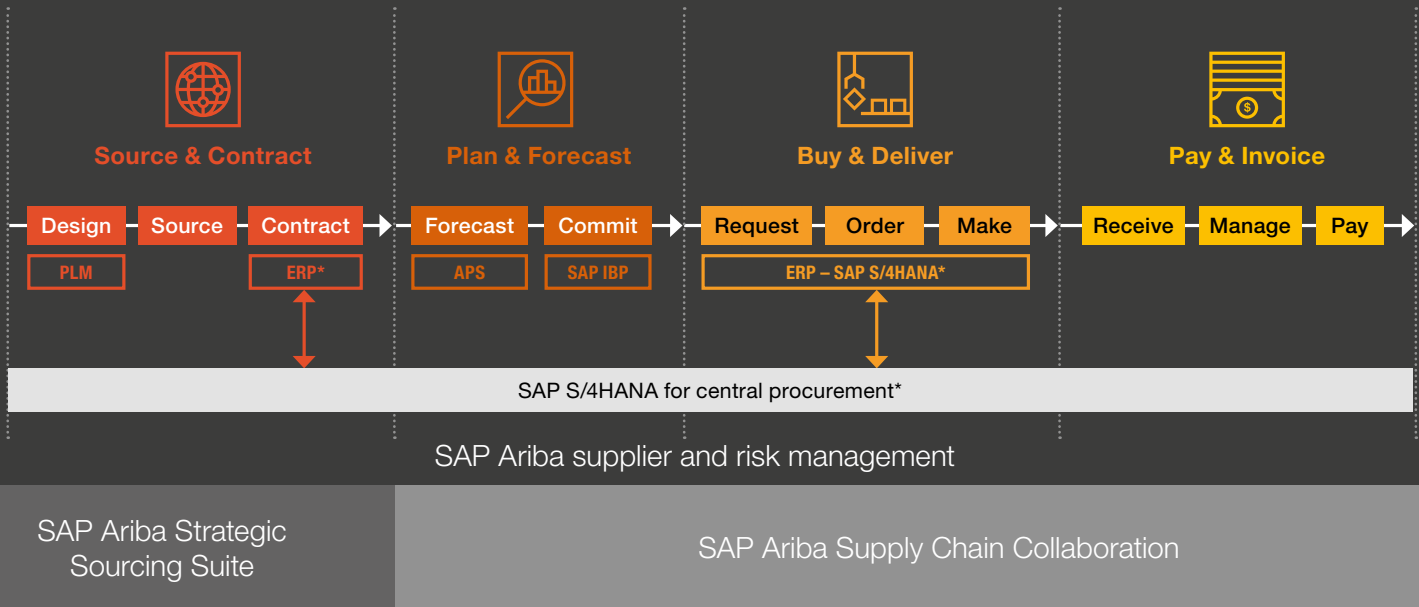 Source & Contract
Plan & Forecast
Buy & Deliver
$
Pay & Invoice
Design
Source
Contract
Forecast
Commit
Request
Order
Make
Receive
Manage
Pay
PLM
ERP*
APS
SAP IBP
ERP – SAP S/4HANA*
SAP S/4HANA for central procurement*
SAP Ariba supplier and risk management
SAP Ariba Strategic
Sourcing Suite
SAP Ariba Supply Chain Collaboration